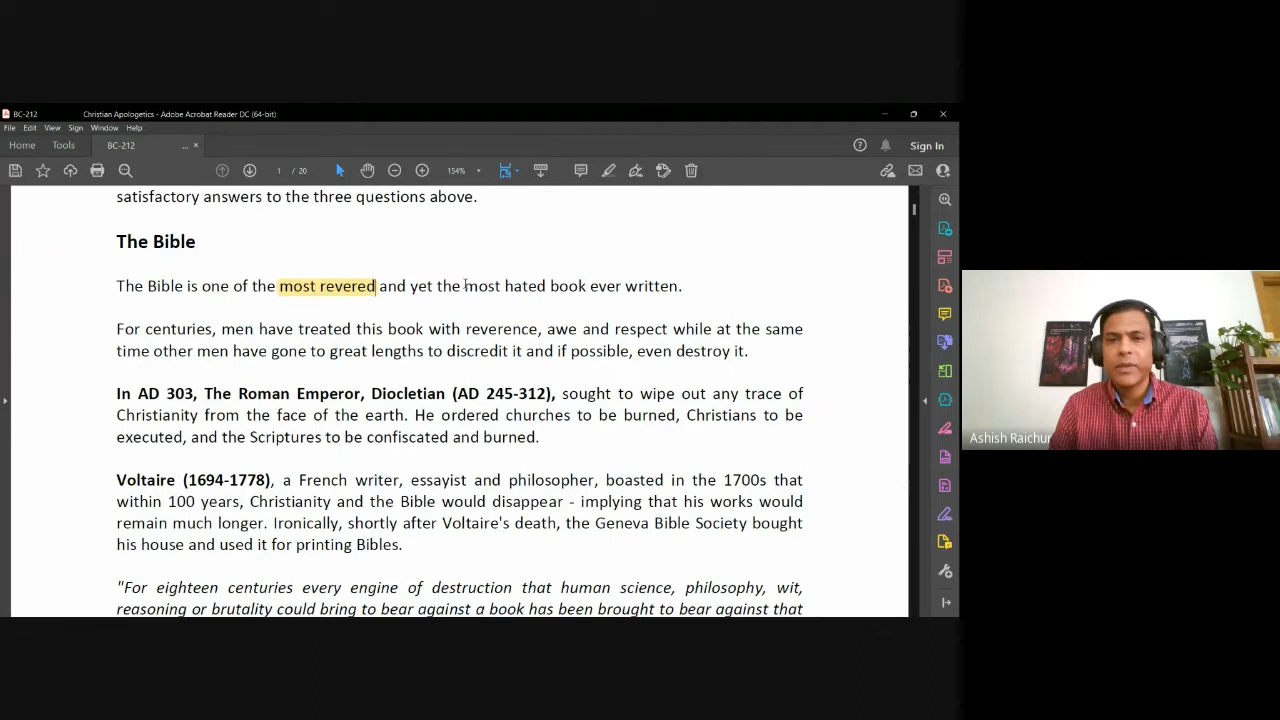 BC-212
Christian Apologetics - Adobe Acrobat Reader DC (64-bit)
File Edit View Sign Window Help
Home Tools BC-212 ... × Sign In
1 / 20 154%
satisfactory answers to the three questions above.
The Bible
The Bible is one of the most revered and yet the most hated book ever written.
For centuries, men have treated this book with reverence, awe and respect while at the same
time other men have gone to great lengths to discredit it and if possible, even destroy it.
In AD 303, The Roman Emperor, Diocletian (AD 245-312), sought to wipe out any trace of
Christianity from the face of the earth. He ordered churches to be burned, Christians to be
executed, and the Scriptures to be confiscated and burned.
Voltaire (1694-1778), a French writer, essayist and philosopher, boasted in the 1700s that
within 100 years, Christianity and the Bible would disappear - implying that his works would
remain much longer. Ironically, shortly after Voltaire's death, the Geneva Bible Society bought
his house and used it for printing Bibles.
"For eighteen centuries every engine of destruction that human science, philosophy, wit,
reasoning or brutality could bring to bear against a book has been brought to bear against that
Ashish Raichur